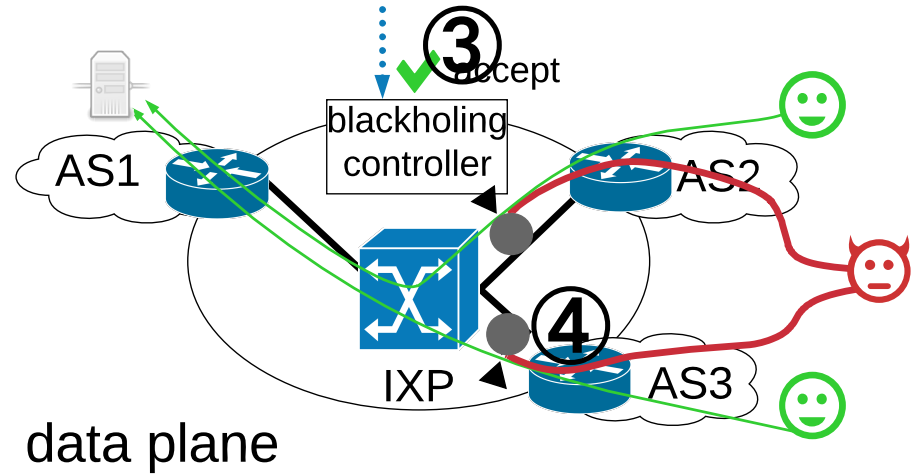 ③
accept
blackholing
controller
AS1
AS2
④
IXP
AS3
data plane